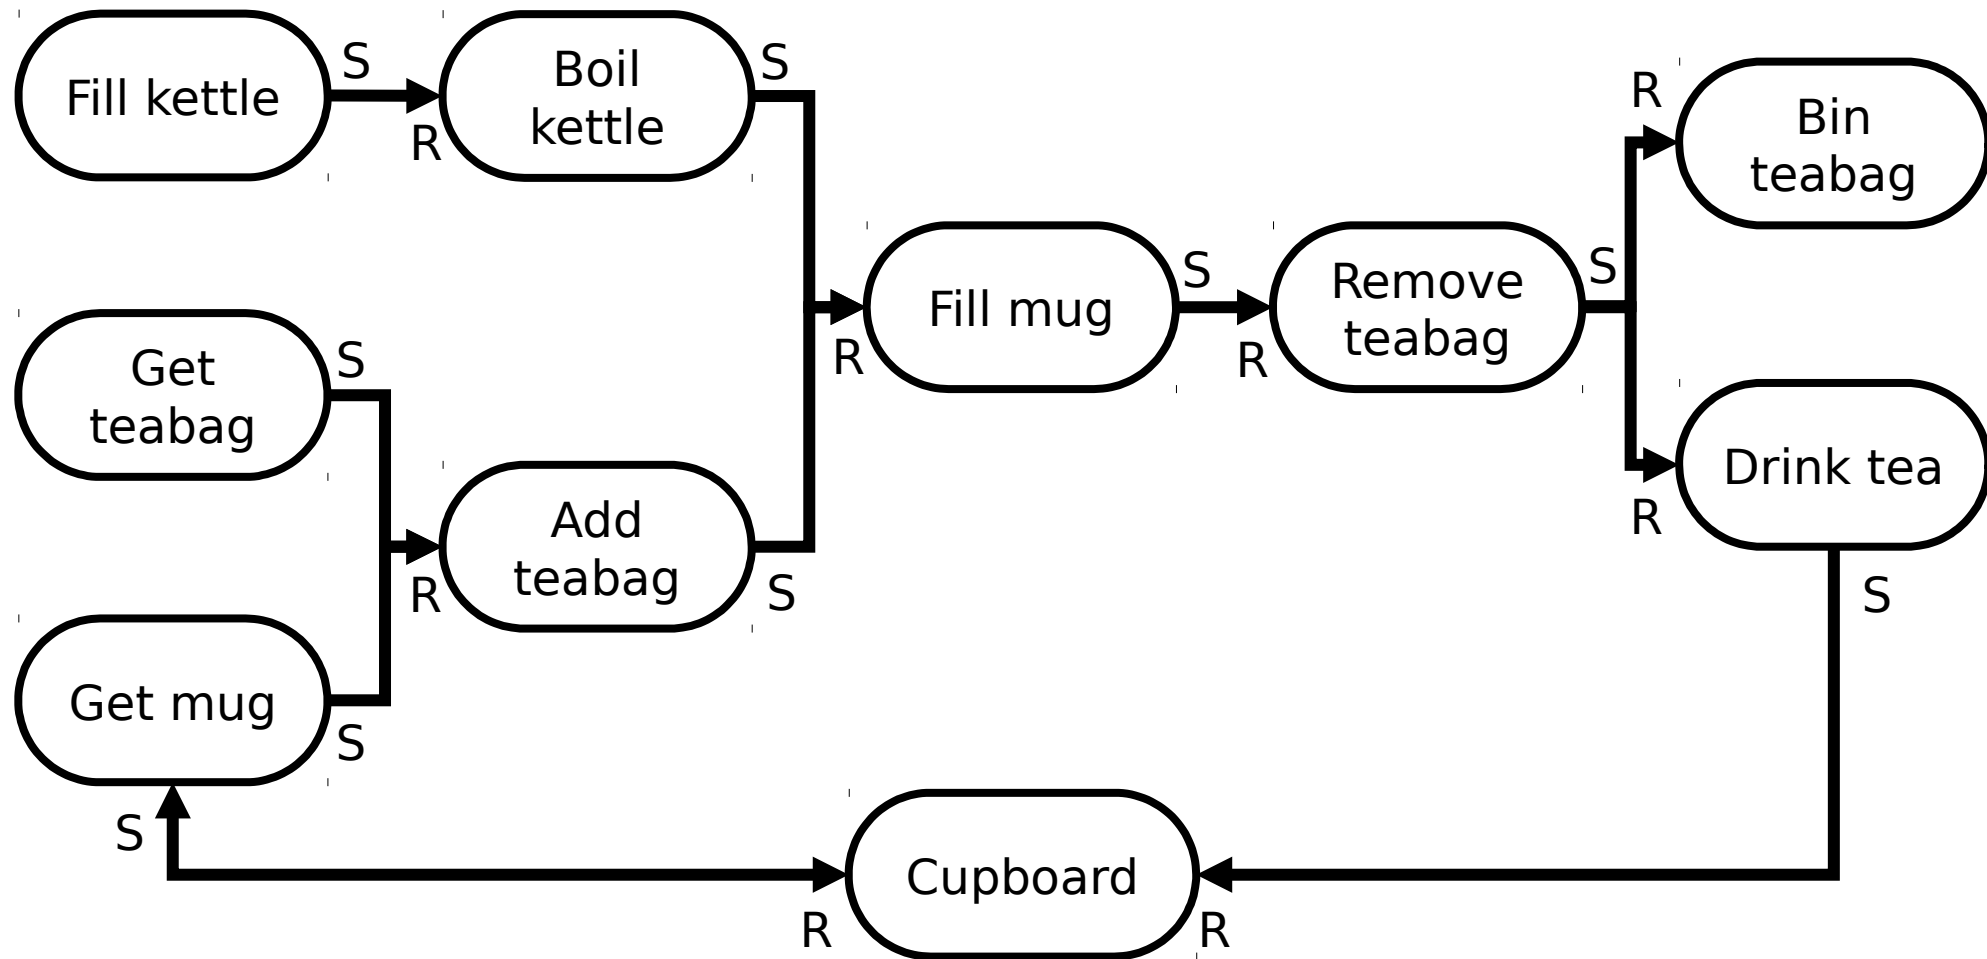 Fill kettle
S
R
Boil
kettle
S
Get
teabag
S
Get mug
S
S
R
Add
teabag
S
R
Fill mug
S
R
Remove
teabag
S
R
Bin
teabag
R
Drink tea
S
R
Cupboard
R